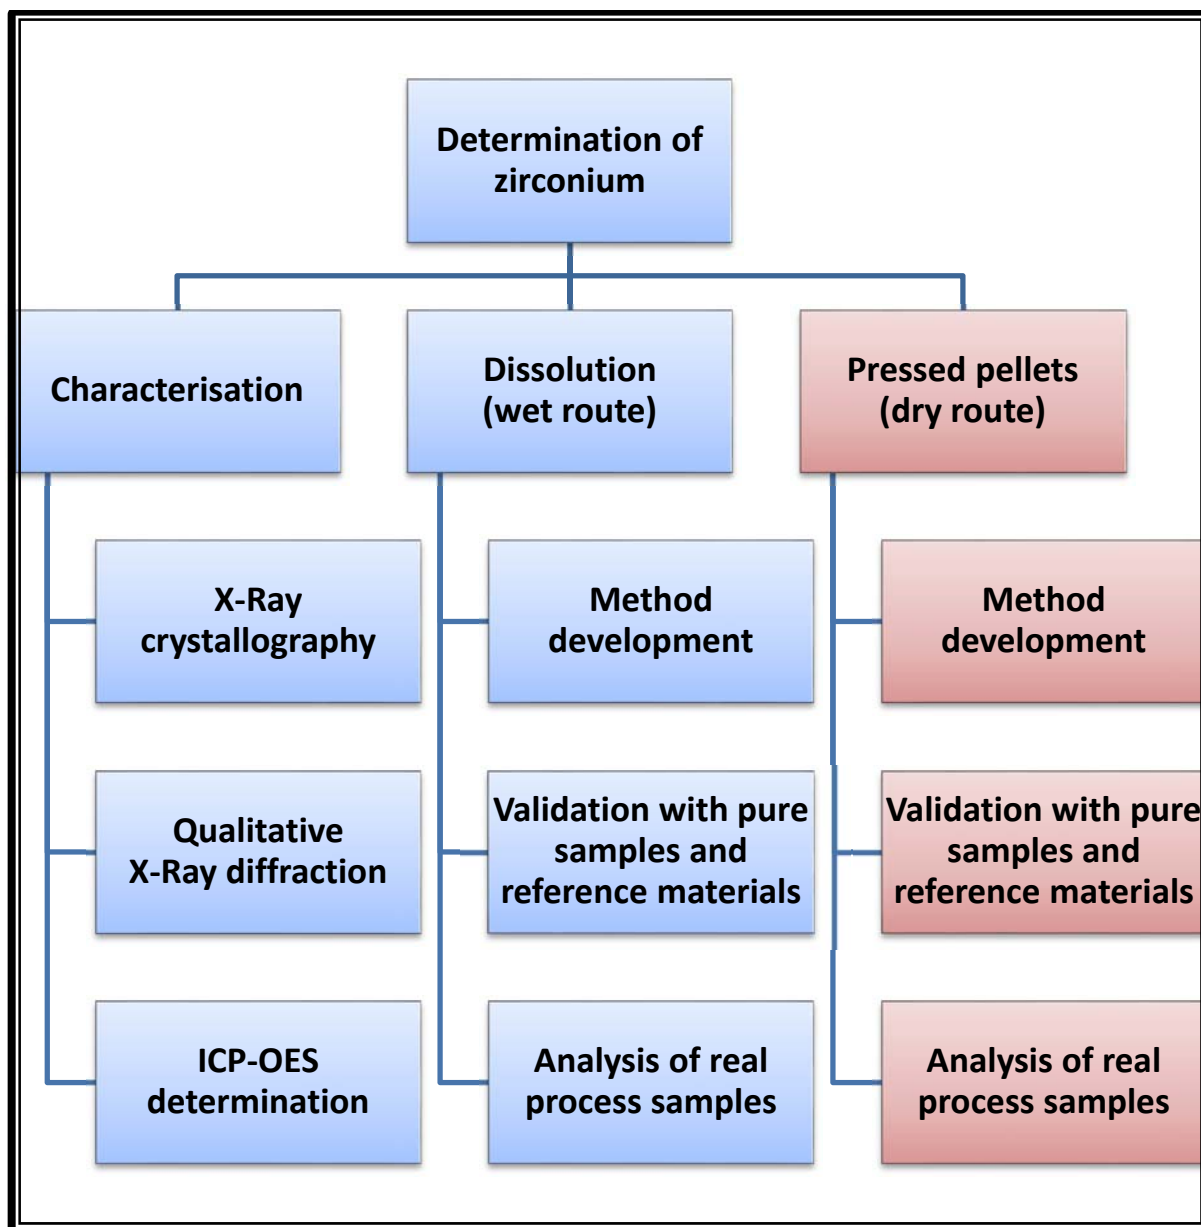 Determination of
zirconium
Characterisation
Dissolution
(wet route)
Pressed pellets
(dry route)
X-Ray
crystallography
Method
development
Method
development
Qualitative
X-Ray diffraction
Validation with pure
samples and
reference materials
Validation with pure
samples and
reference materials
ICP-OES
determination
Analysis of real
process samples
Analysis of real
process samples